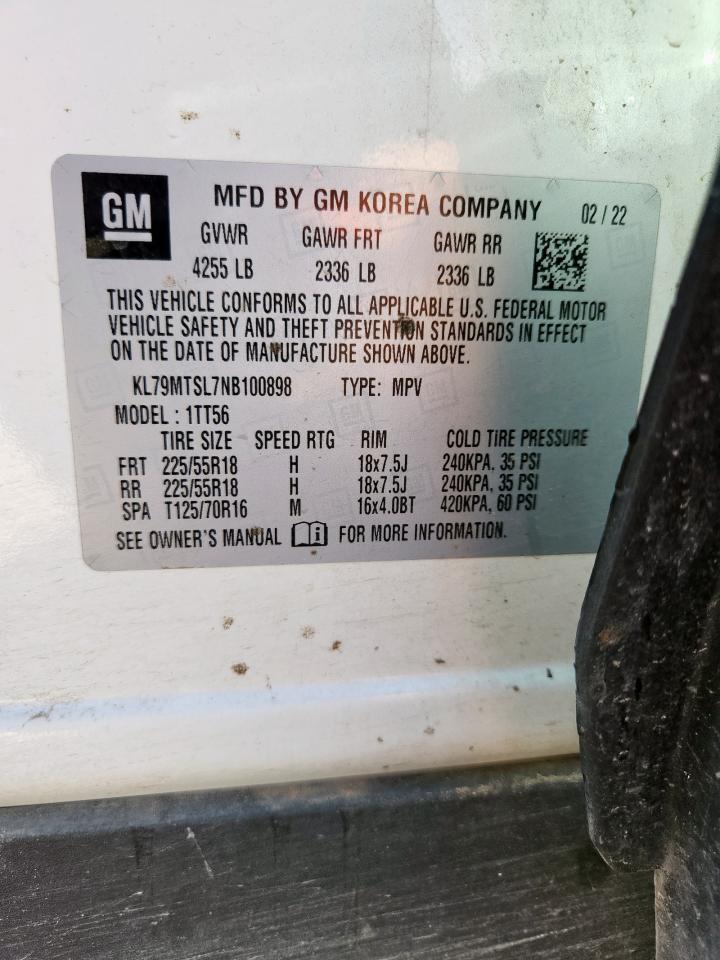 GM
MFD BY GM KOREA COMPANY 02 / 22
GVWR GAWR FRT GAWR RR
4255 LB 2336 LB 2336 LB
THIS VEHICLE CONFORMS TO ALL APPLICABLE U.S. FEDERAL MOTOR
VEHICLE SAFETY AND THEFT PREVENTION STANDARDS IN EFFECT
ON THE DATE OF MANUFACTURE SHOWN ABOVE.
KL79MTSL7NB100898 TYPE: MPV
MODEL : 1TT56
TIRE SIZE SPEED RTG RIM COLD TIRE PRESSURE
FRT 225/55R18 H 18x7.5J 240KPA, 35 PSI
RR 225/55R18 H 18x7.5J 240KPA, 35 PSI
SPA T125/70R16 M 16x4.0BT 420KPA, 60 PSI
SEE OWNER'S MANUAL FOR MORE INFORMATION.